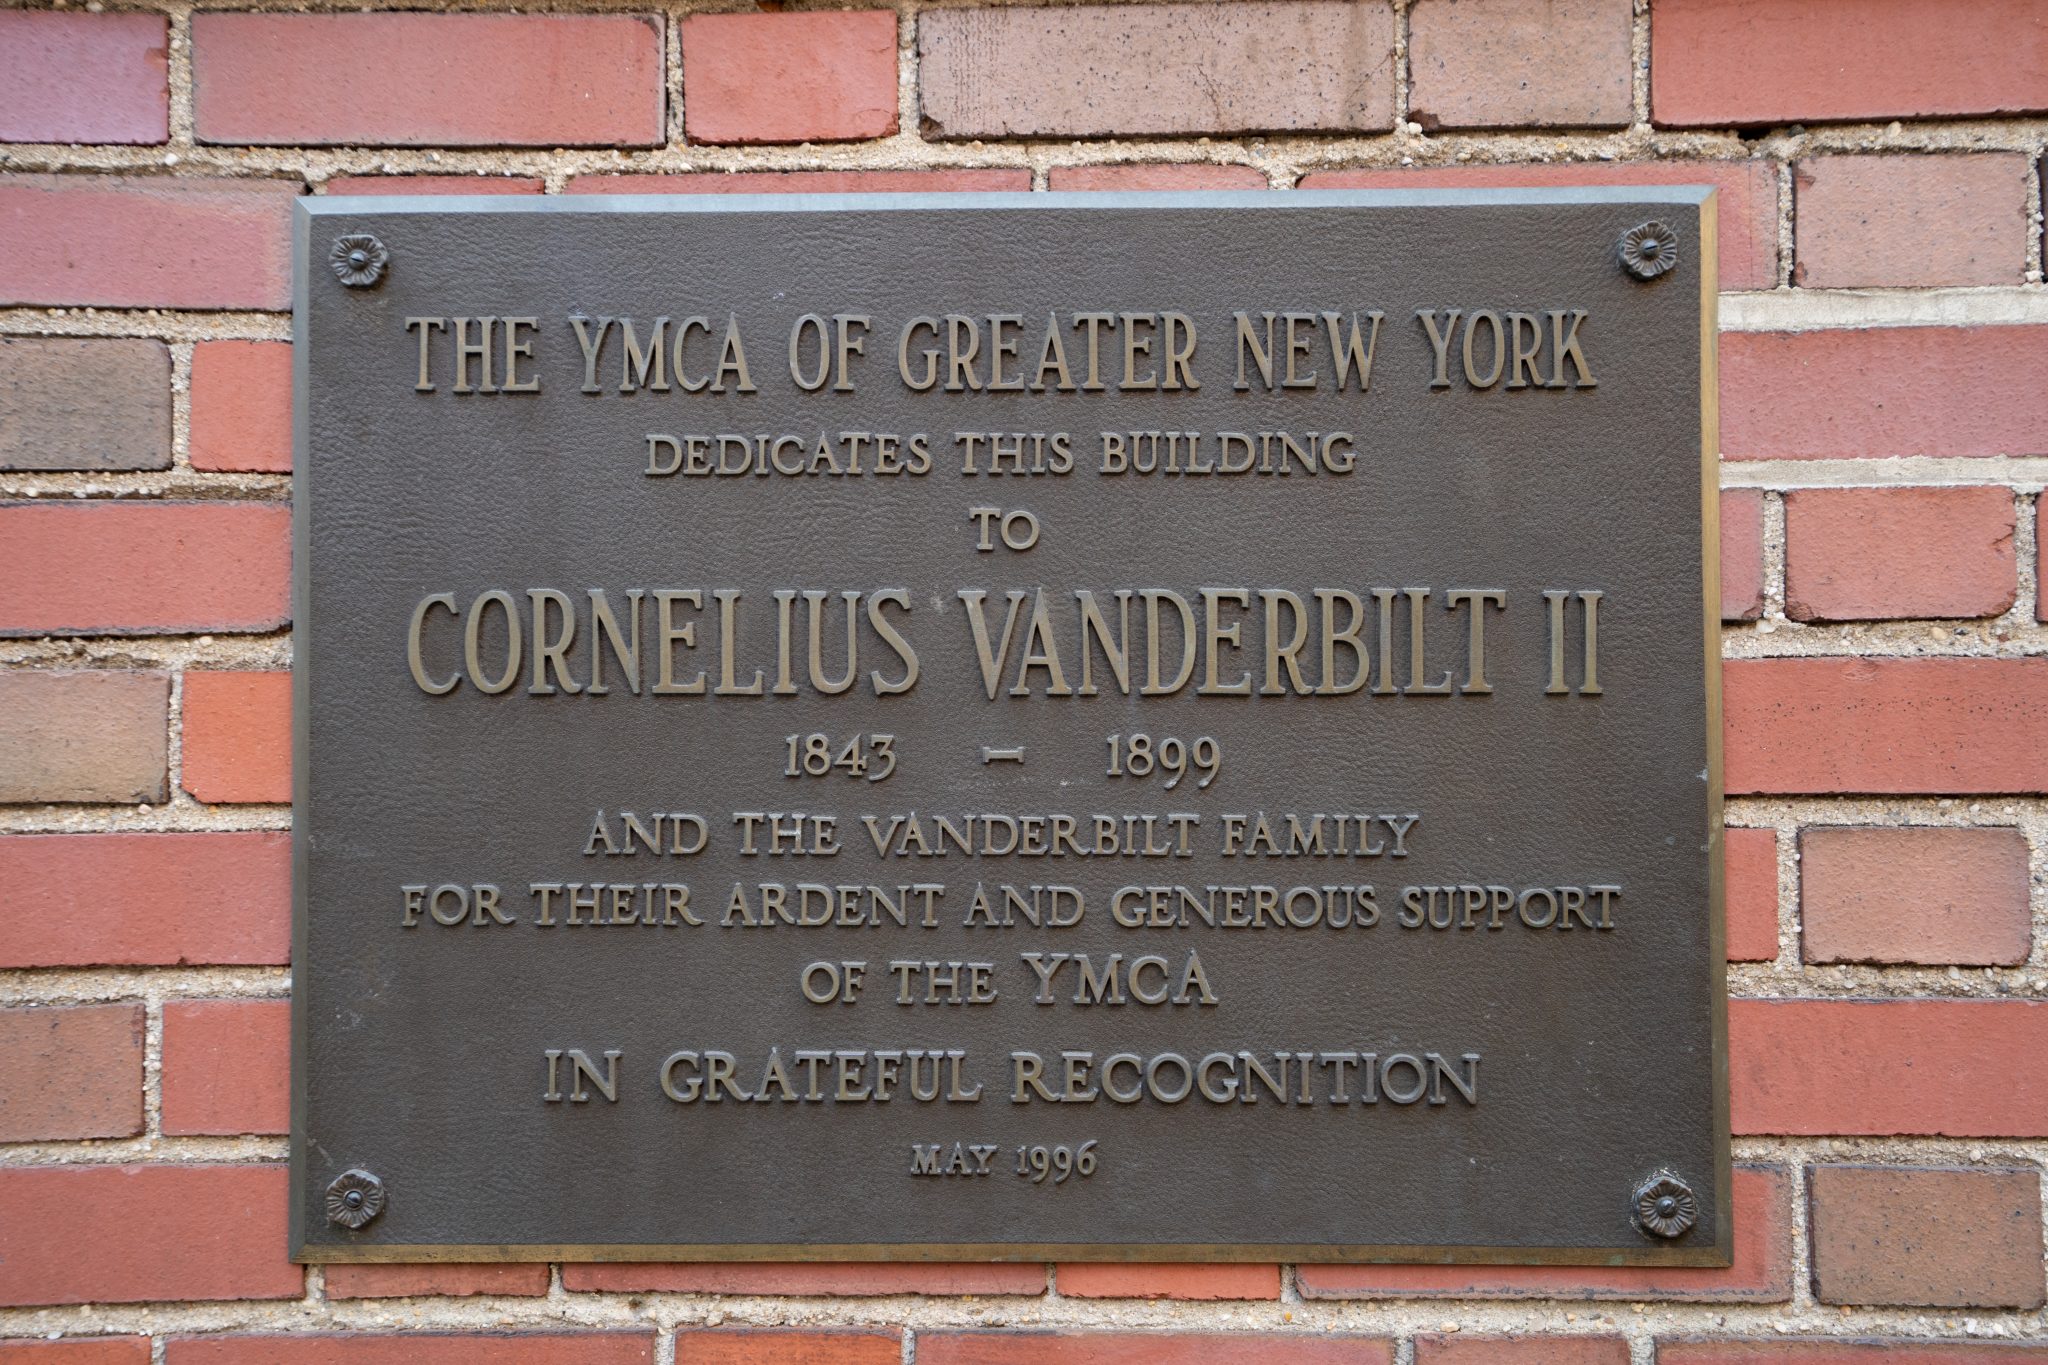 THE YMCA OF GREATER NEW YORK
DEDICATES THIS BUILDING
TO
CORNELIUS VANDERBILT II
1843 – 1899
AND THE VANDERBILT FAMILY
FOR THEIR ARDENT AND GENEROUS SUPPORT
OF THE YMCA
IN GRATEFUL RECOGNITION
MAY 1996